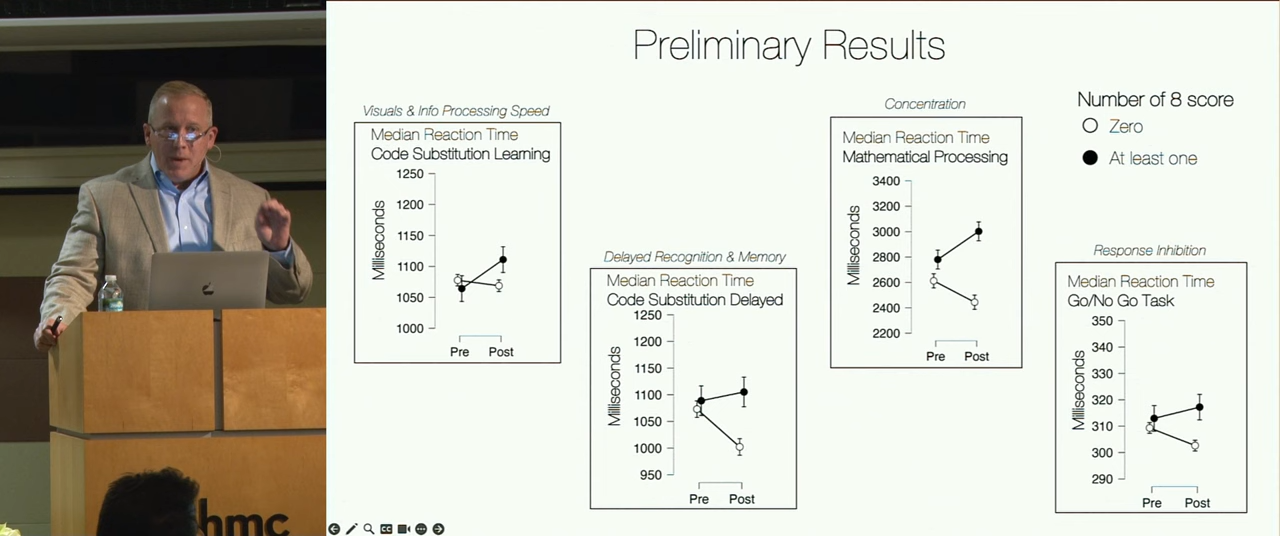 Preliminary Results
Visuals & Info Processing Speed
Median Reaction Time
Code Substitution Learning
Milliseconds
1250
1200
1150
1100
1050
1000
Pre Post
Delayed Recognition & Memory
Median Reaction Time
Code Substitution Delayed
Milliseconds
1250
1200
1150
1100
1050
1000
950
Pre Post
Concentration
Median Reaction Time
Mathematical Processing
Milliseconds
3400
3200
3000
2800
2600
2400
2200
Pre Post
Number of 8 score
Zero
At least one
Response Inhibition
Median Reaction Time
Go/No Go Task
Milliseconds
350
340
330
320
310
300
290
Pre Post
CC
hmc